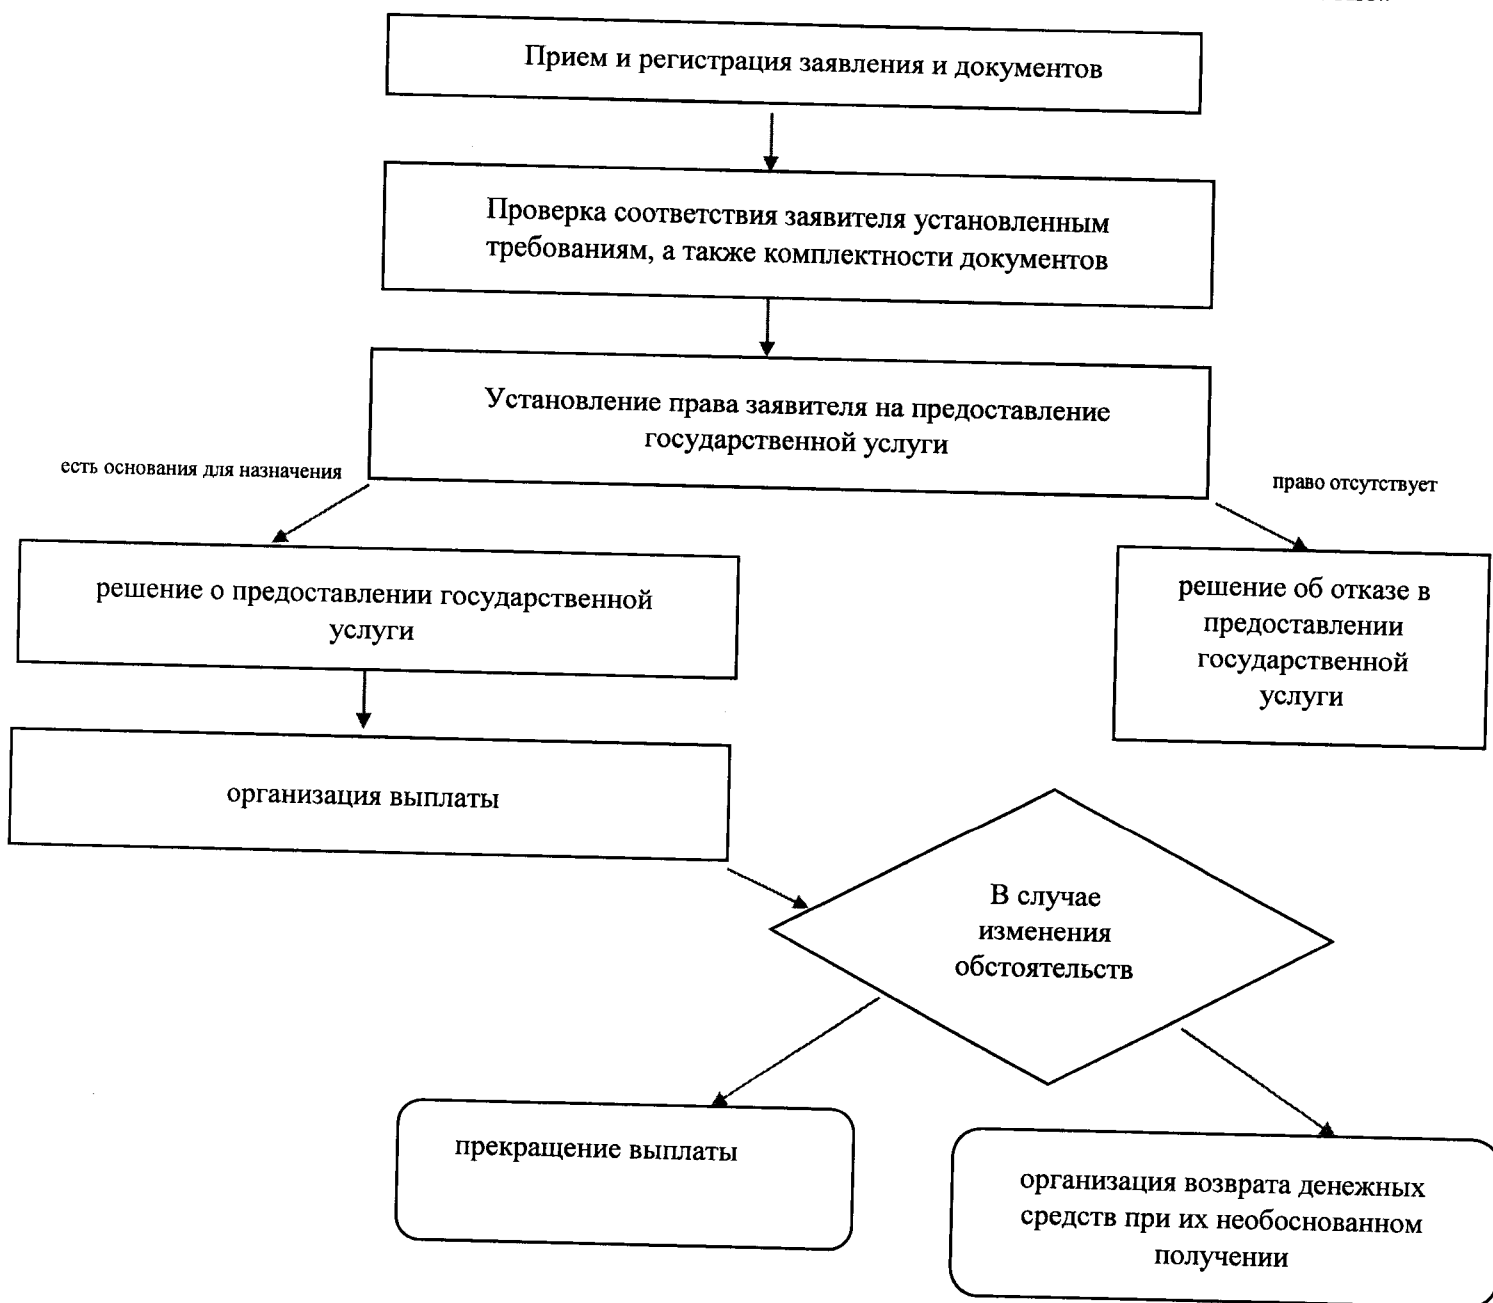 Прием и регистрация заявления и документов
Проверка соответствия заявителя установленным
требованиям, а также комплектности документов
Установление права заявителя на предоставление
государственной услуги
есть основания для назначения
право отсутствует
решение о предоставлении государственной
услуги
решение об отказе в
предоставлении
государственной
услуги
организация выплаты
В случае
изменения
обстоятельств
прекращение выплаты
организация возврата денежных
средств при их необоснованном
получении